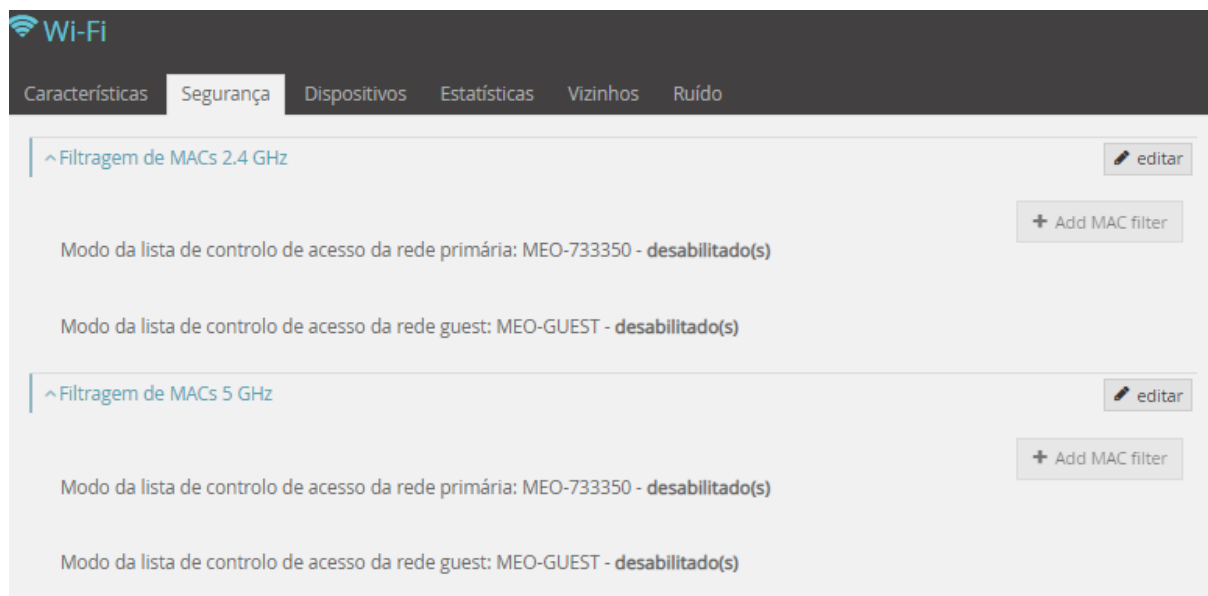 Wi-Fi
Características Segurança Dispositivos Estatísticas Vizinhos Ruído
Filtragem de MACs 2.4 GHz editar
+ Add MAC filter
Modo da lista de controlo de acesso da rede primária: MEO-733350 - desabilitado(s)
Modo da lista de controlo de acesso da rede guest: MEO-GUEST - desabilitado(s)
Filtragem de MACs 5 GHz editar
+ Add MAC filter
Modo da lista de controlo de acesso da rede primária: MEO-733350 - desabilitado(s)
Modo da lista de controlo de acesso da rede guest: MEO-GUEST - desabilitado(s)